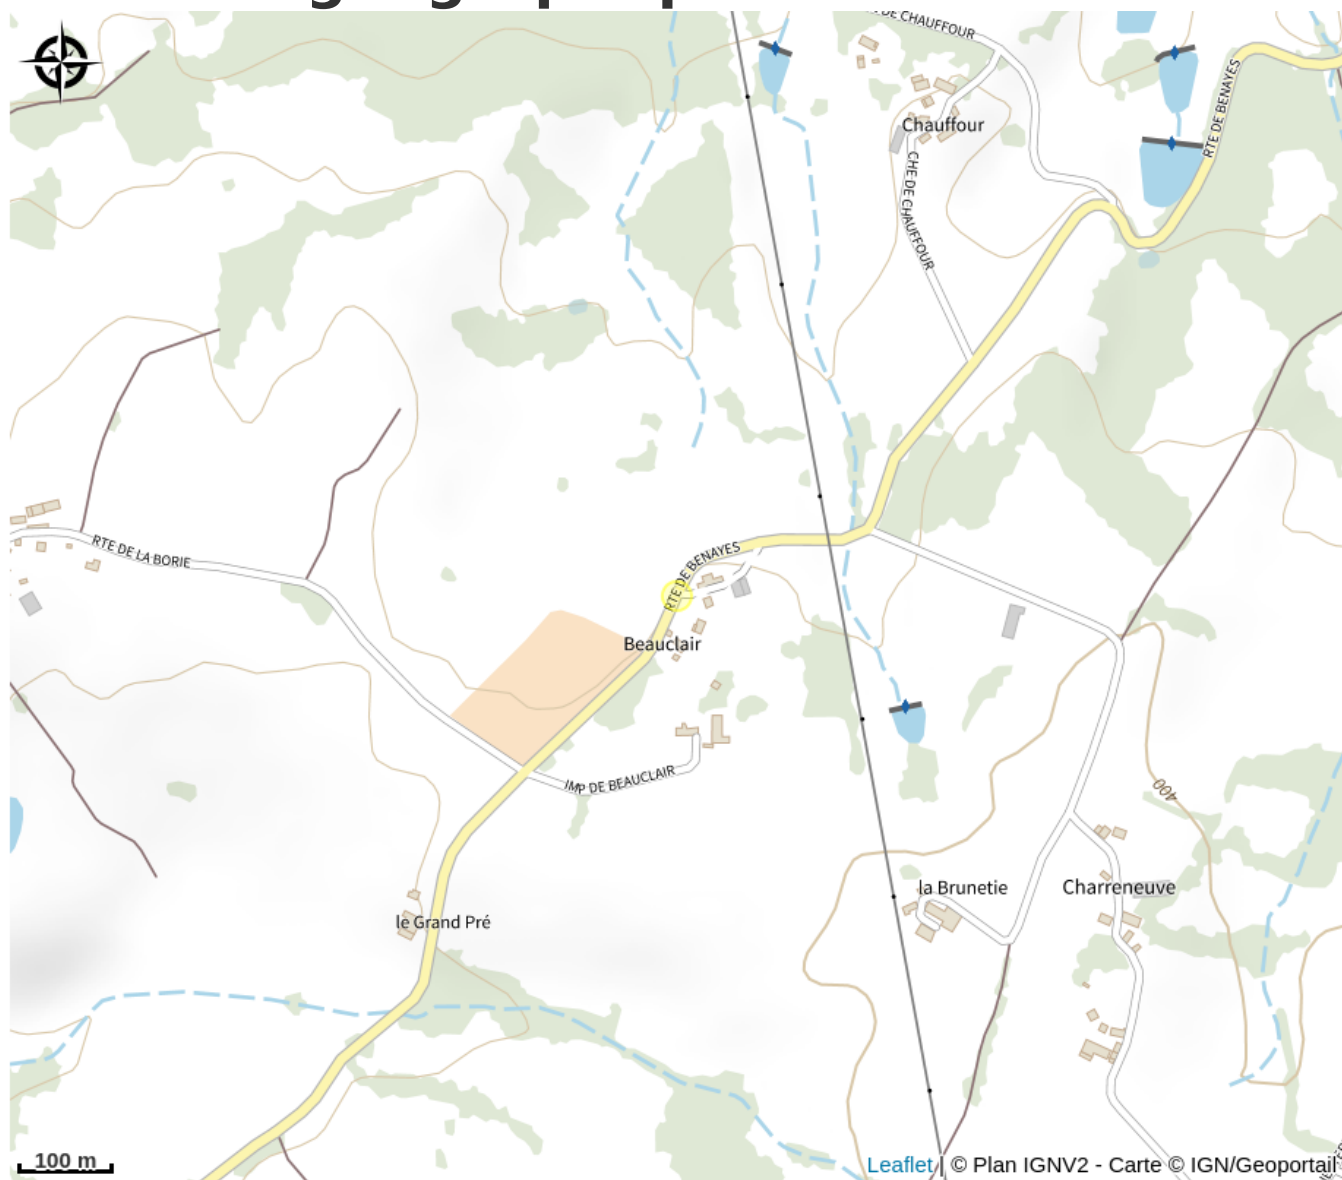 DE CHAUFFOUR
RTE DE BENAYES
Chauffour
CHE DE CHAUFFOUR
RTE DE LA BORIE
RTE DE BENAYES
Beauclair
IMP DE BEAUCLAIR
400
la Brunetie
Charreneuve
le Grand Pré
100 m
Leaflet | © Plan IGNV2 - Carte © IGN/Geoportail